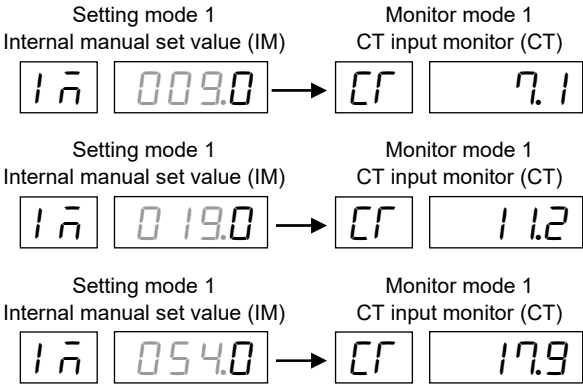 Setting mode 1 Monitor mode 1
Internal manual set value (IM) CT input monitor (CT)
IM 009.0 CT 7.1
Setting mode 1 Monitor mode 1
Internal manual set value (IM) CT input monitor (CT)
IM 019.0 CT 11.2
Setting mode 1 Monitor mode 1
Internal manual set value (IM) CT input monitor (CT)
IM 054.0 CT 17.9